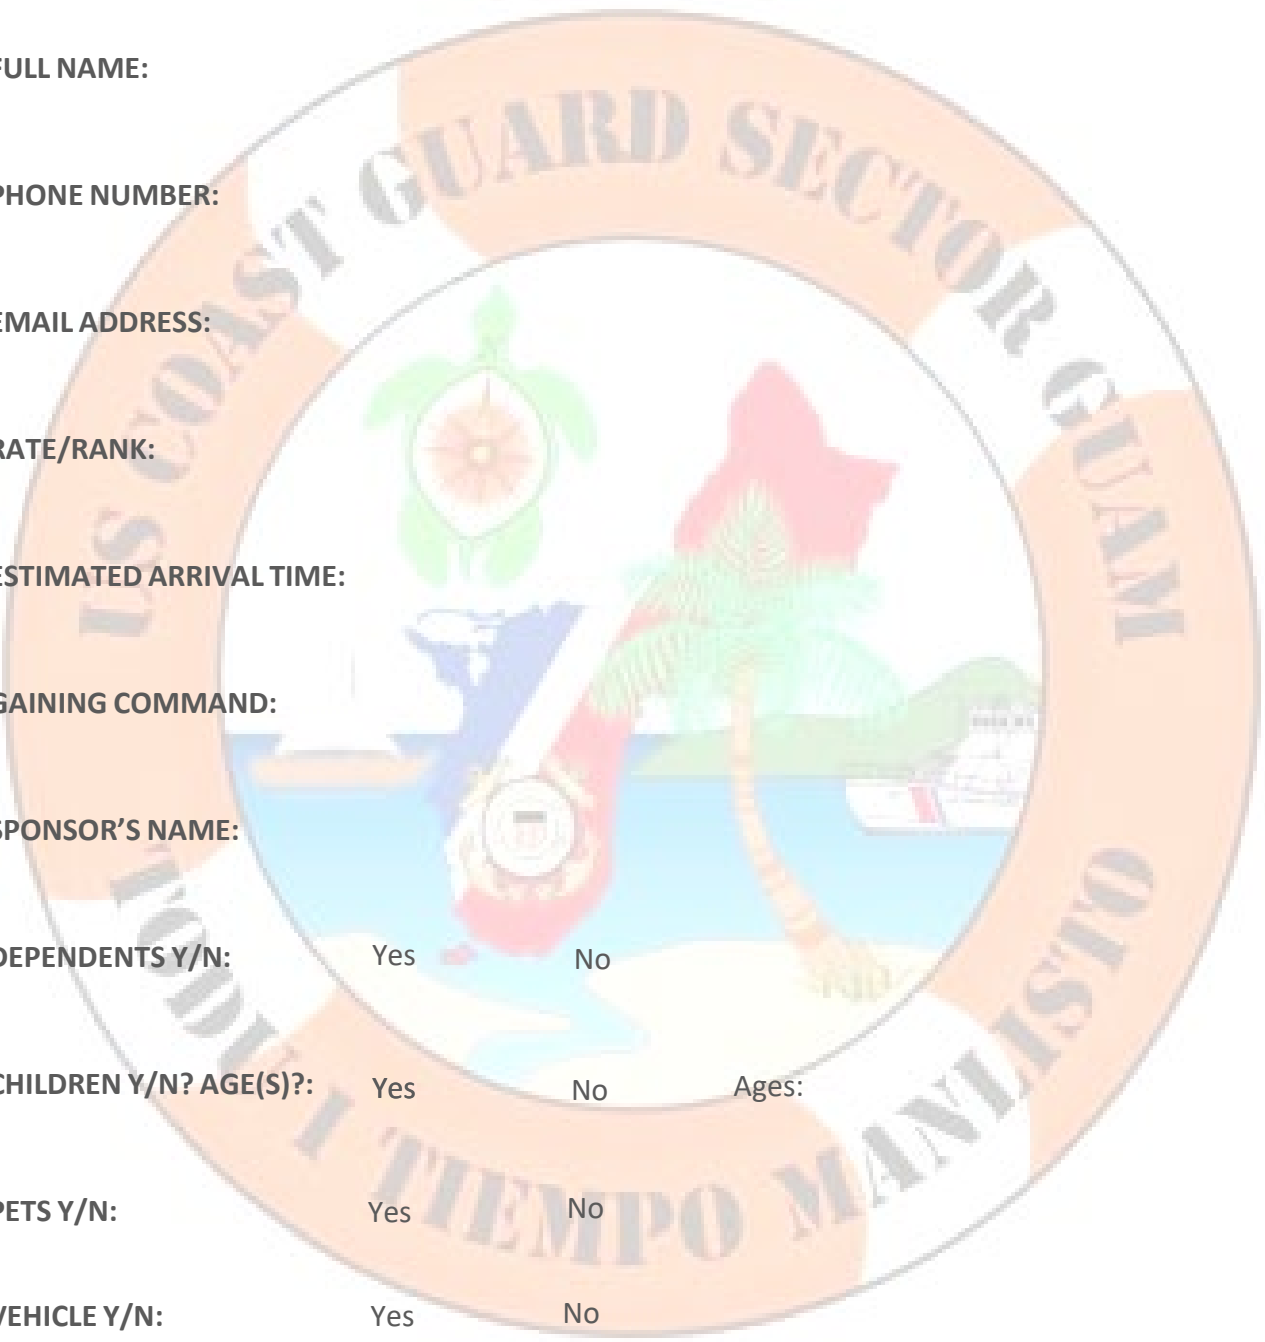 FULL NAME:
PHONE NUMBER:
EMAIL ADDRESS:
RATE/RANK:
ESTIMATED ARRIVAL TIME:
GAINING COMMAND:
SPONSOR’S NAME:
DEPENDENTS Y/N: Yes No
CHILDREN Y/N? AGE(S)?: Yes No Ages:
PETS Y/N: Yes No
VEHICLE Y/N: Yes No
US COAST GUARD SECTOR GUAM
TODU I TIEMPO MANLISTO